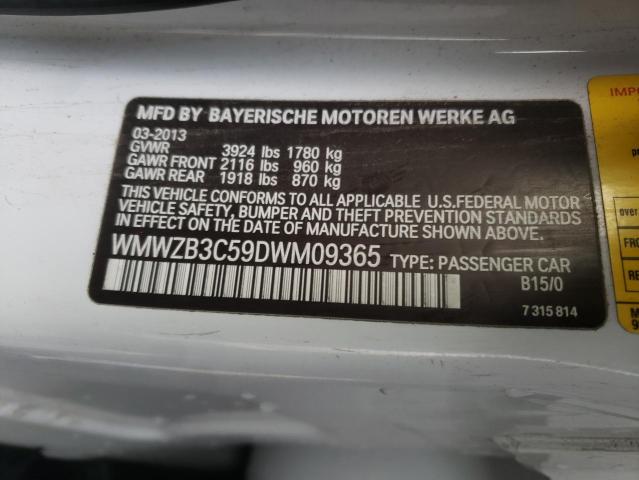 MFD BY BAYERISCHE MOTOREN WERKE AG
03-2013
GVWR 3924 lbs 1780 kg
GAWR FRONT 2116 lbs 960 kg
GAWR REAR 1918 lbs 870 kg
THIS VEHICLE CONFORMS TO ALL APPLICABLE U.S.FEDERAL MOTOR
VEHICLE SAFETY, BUMPER AND THEFT PREVENTION STANDARDS
IN EFFECT ON THE DATE OF MANUFACTURE SHOWN ABOVE.
WMWZB3C59DWM09365 TYPE: PASSENGER CAR
B15/0
7 315 814
over